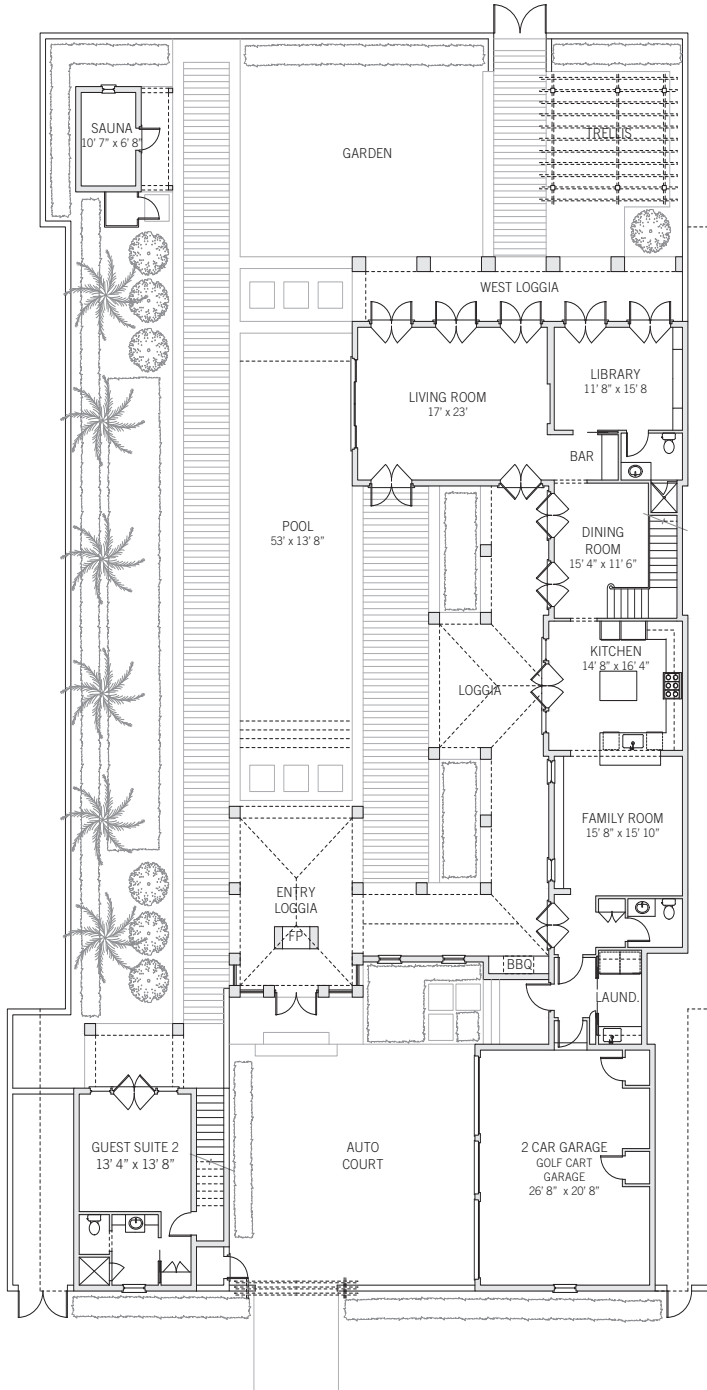 SAUNA
10' 7" x 6' 8"
TRELLIS
GARDEN
WEST LOGGIA
LIBRARY
11' 8" x 15' 8
LIVING ROOM
17' x 23'
BAR
POOL
53' x 13' 8"
DINING
ROOM
15' 4" x 11' 6"
KITCHEN
14' 8" x 16' 4"
LOGGIA
FAMILY ROOM
15' 8" x 15' 10"
ENTRY
LOGGIA
FP
BBQ
LAUND.
GUEST SUITE 2
13' 4" x 13' 8"
AUTO
COURT
2 CAR GARAGE
GOLF CART
GARAGE
26' 8" x 20' 8"